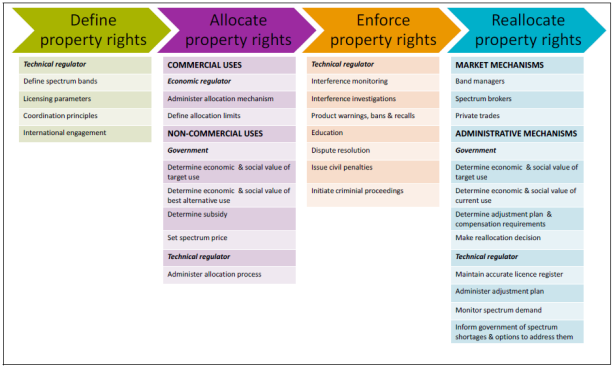 Define
property rights
Technical regulator
Define spectrum bands
Licensing parameters
Coordination principles
International engagement
Allocate
property rights
COMMERCIAL USES
Economic regulator
Administer allocation mechanism
Define allocation limits
NON-COMMERCIAL USES
Government
Determine economic & social value of
target use
Determine economic & social value of
best alternative use
Determine subsidy
Set spectrum price
Technical regulator
Administer allocation process
Enforce
property rights
Technical regulator
Interference monitoring
Interference investigations
Product warnings, bans & recalls
Education
Dispute resolution
Issue civil penalties
Initiate criminial proceedings
Reallocate
property rights
MARKET MECHANISMS
Band managers
Spectrum brokers
Private trades
ADMINISTRATIVE MECHANISMS
Government
Determine economic & social value of
target use
Determine economic & social value of
current use
Determine adjustment plan &
compensation requirements
Make reallocation decision
Technical regulator
Maintain accurate licence register
Administer adjustment plan
Monitor spectrum demand
Inform government of spectrum
shortages & options to address them